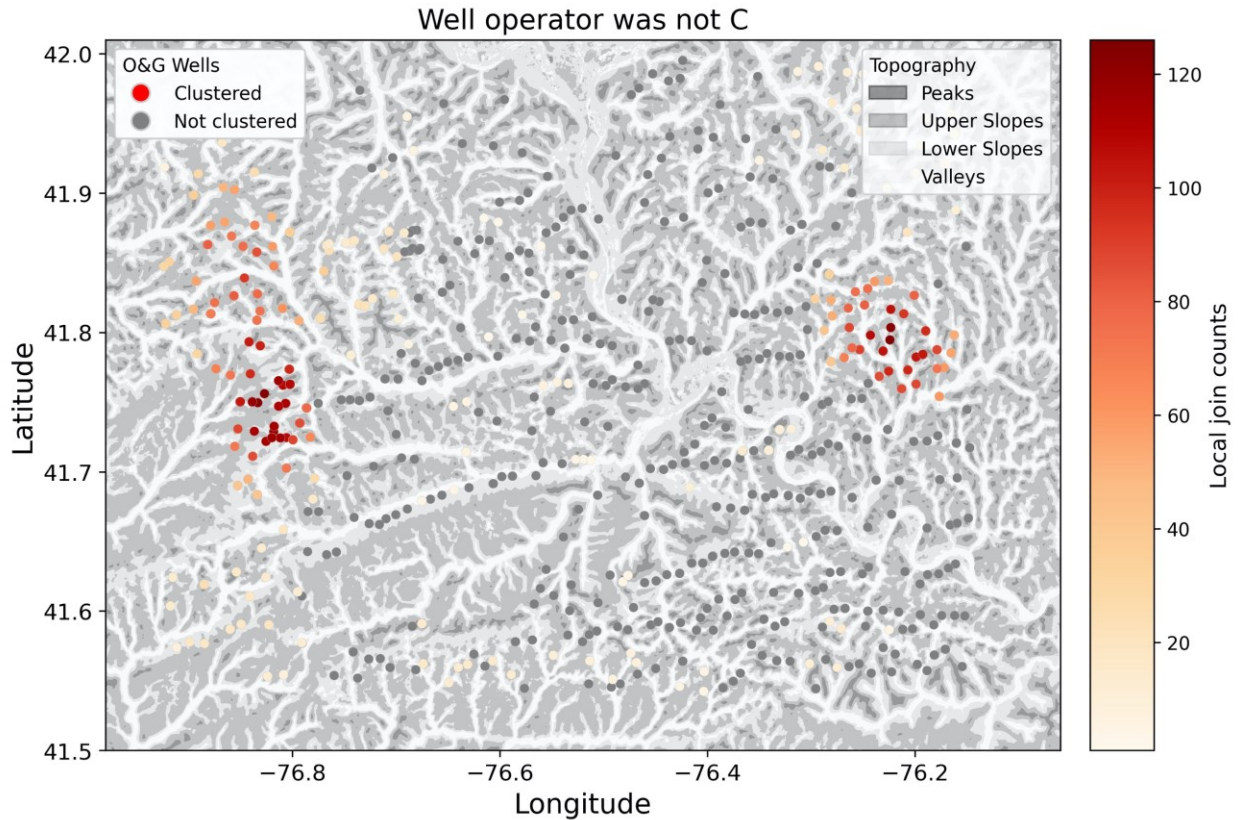 Well operator was not C
O&G Wells
Clustered
Not clustered
Topography
Peaks
Upper Slopes
Lower Slopes
Valleys
42.0
41.9
41.8
41.7
41.6
41.5
Latitude
−76.8
−76.6
−76.4
−76.2
Longitude
120
100
80
60
40
20
Local join counts